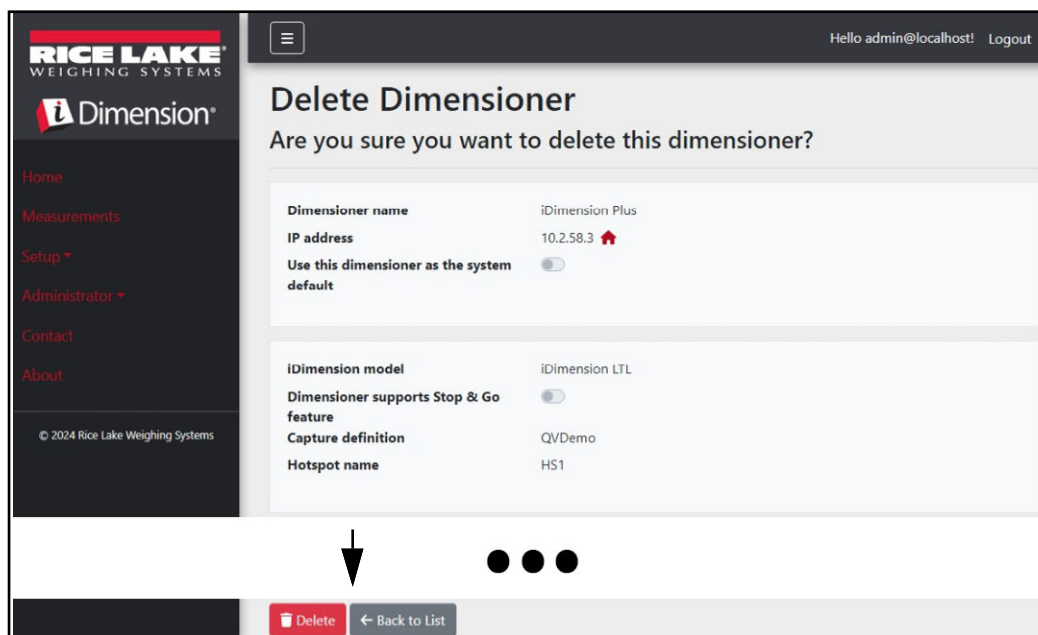 RICE LAKE®
WEIGHING SYSTEMS
i Dimension®
Home
Measurements
Setup
Administrator
Contact
About
© 2024 Rice Lake Weighing Systems
Hello admin@localhost! Logout
Delete Dimensioner
Are you sure you want to delete this dimensioner?
Dimensioner name iDimension Plus
IP address 10.2.58.3
Use this dimensioner as the system
default
iDimension model iDimension LTL
Dimensioner supports Stop & Go
feature
Capture definition QVDemo
Hotspot name HS1
Delete ← Back to List